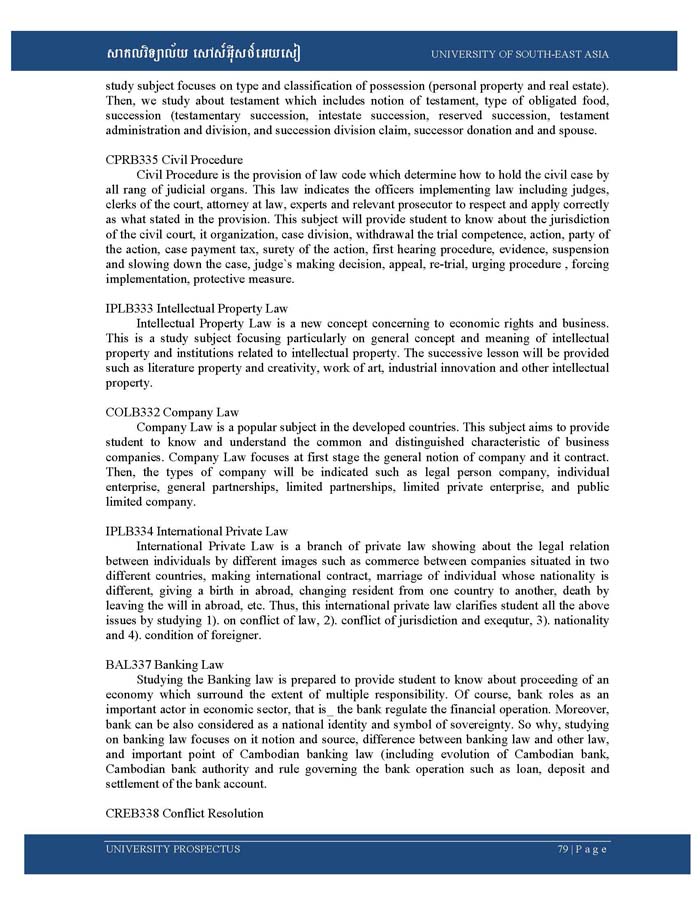 សាកលវិទ្យាល័យ សៅស៍អ៊ីសថ៍អេយសៀ UNIVERSITY OF SOUTH-EAST ASIA
study subject focuses on type and classification of possession (personal property and real estate).
Then, we study about testament which includes notion of testament, type of obligated food,
succession (testamentary succession, intestate succession, reserved succession, testament
administration and division, and succession division claim, successor donation and and spouse.
CPRB335 Civil Procedure
Civil Procedure is the provision of law code which determine how to hold the civil case by
all rang of judicial organs. This law indicates the officers implementing law including judges,
clerks of the court, attorney at law, experts and relevant prosecutor to respect and apply correctly
as what stated in the provision. This subject will provide student to know about the jurisdiction
of the civil court, it organization, case division, withdrawal the trial competence, action, party of
the action, case payment tax, surety of the action, first hearing procedure, evidence, suspension
and slowing down the case, judge`s making decision, appeal, re-trial, urging procedure , forcing
implementation, protective measure.
IPLB333 Intellectual Property Law
Intellectual Property Law is a new concept concerning to economic rights and business.
This is a study subject focusing particularly on general concept and meaning of intellectual
property and institutions related to intellectual property. The successive lesson will be provided
such as literature property and creativity, work of art, industrial innovation and other intellectual
property.
COLB332 Company Law
Company Law is a popular subject in the developed countries. This subject aims to provide
student to know and understand the common and distinguished characteristic of business
companies. Company Law focuses at first stage the general notion of company and it contract.
Then, the types of company will be indicated such as legal person company, individual
enterprise, general partnerships, limited partnerships, limited private enterprise, and public
limited company.
IPLB334 International Private Law
International Private Law is a branch of private law showing about the legal relation
between individuals by different images such as commerce between companies situated in two
different countries, making international contract, marriage of individual whose nationality is
different, giving a birth in abroad, changing resident from one country to another, death by
leaving the will in abroad, etc. Thus, this international private law clarifies student all the above
issues by studying 1). on conflict of law, 2). conflict of jurisdiction and exequtur, 3). nationality
and 4). condition of foreigner.
BAL337 Banking Law
Studying the Banking law is prepared to provide student to know about proceeding of an
economy which surround the extent of multiple responsibility. Of course, bank roles as an
important actor in economic sector, that is_ the bank regulate the financial operation. Moreover,
bank can be also considered as a national identity and symbol of sovereignty. So why, studying
on banking law focuses on it notion and source, difference between banking law and other law,
and important point of Cambodian banking law (including evolution of Cambodian bank,
Cambodian bank authority and rule governing the bank operation such as loan, deposit and
settlement of the bank account.
CREB338 Conflict Resolution
UNIVERSITY PROSPECTUS 79 | P a g e